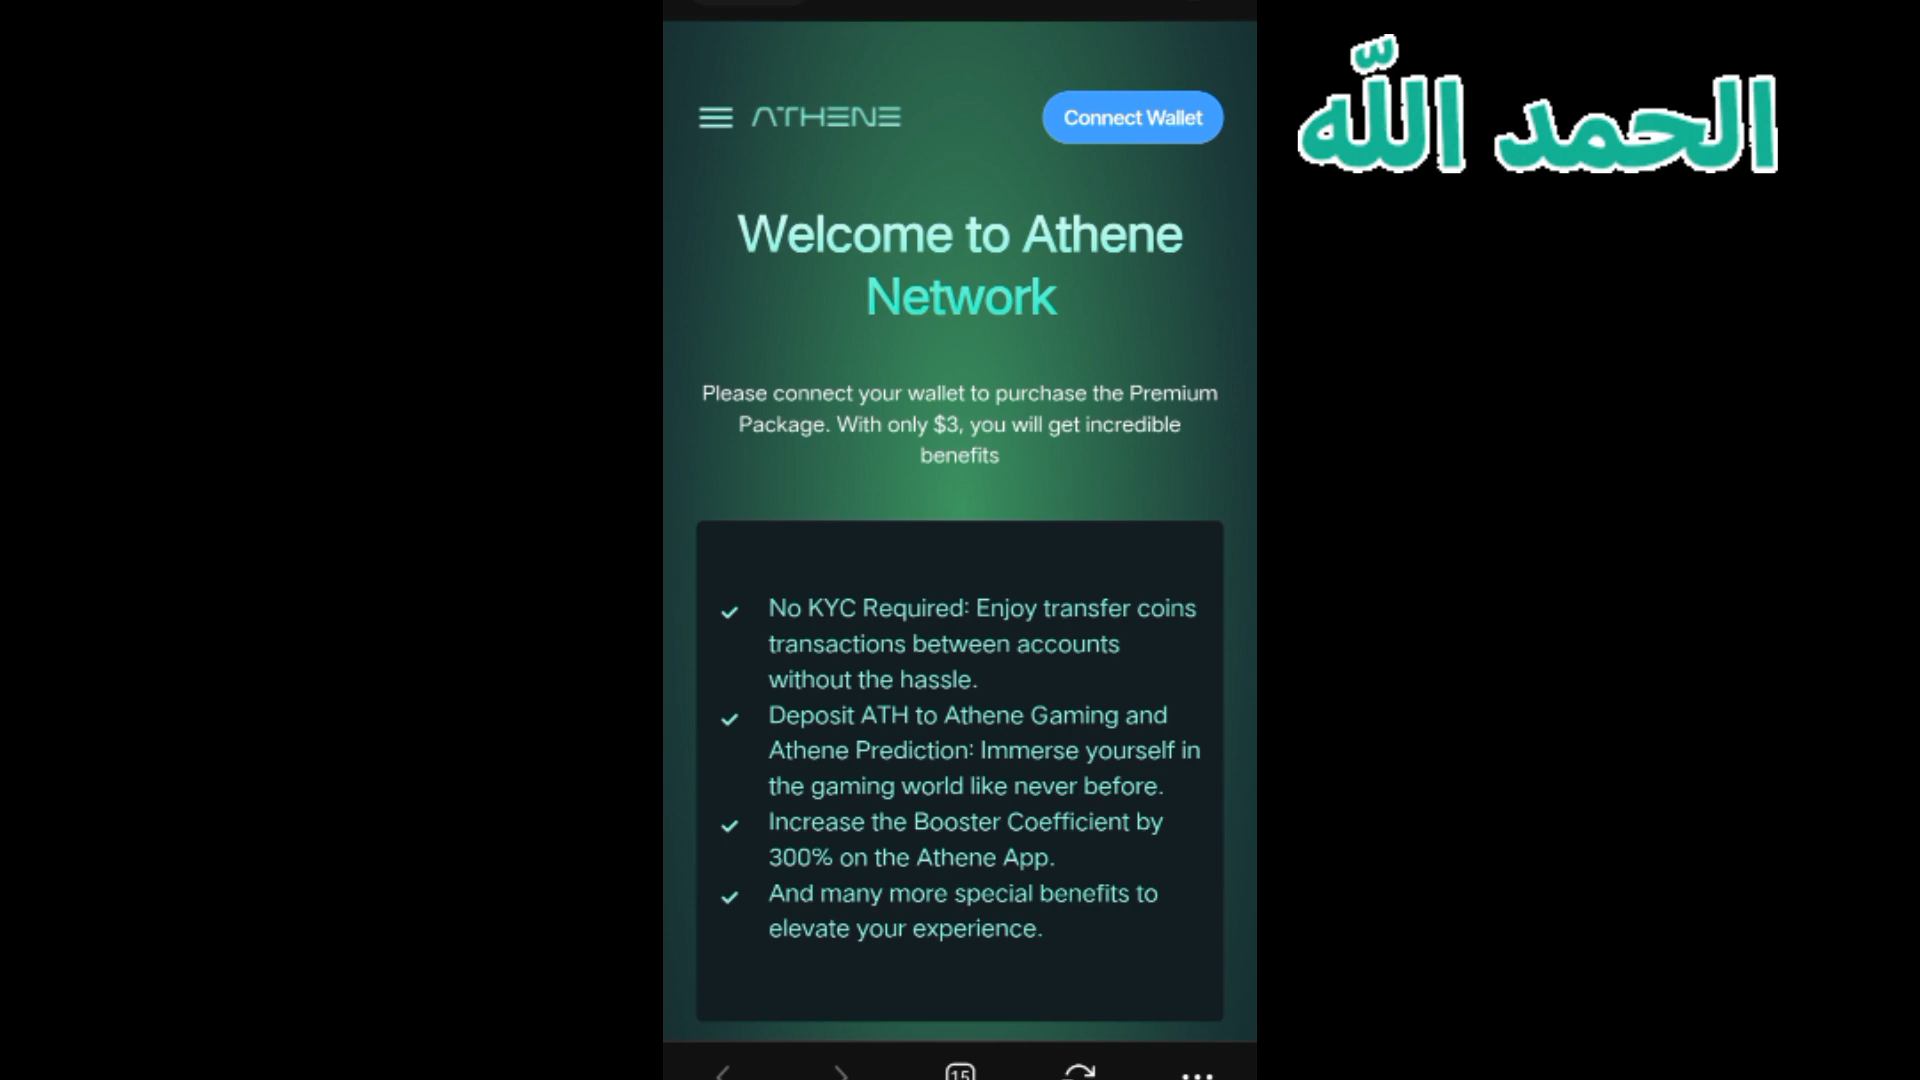 ATHENE
Connect Wallet
الحمد اللّه
Welcome to Athene
Network
Please connect your wallet to purchase the Premium
Package. With only $3, you will get incredible
benefits
No KYC Required: Enjoy transfer coins
transactions between accounts
without the hassle.
Deposit ATH to Athene Gaming and
Athene Prediction: Immerse yourself in
the gaming world like never before.
Increase the Booster Coefficient by
300% on the Athene App.
And many more special benefits to
elevate your experience.
15